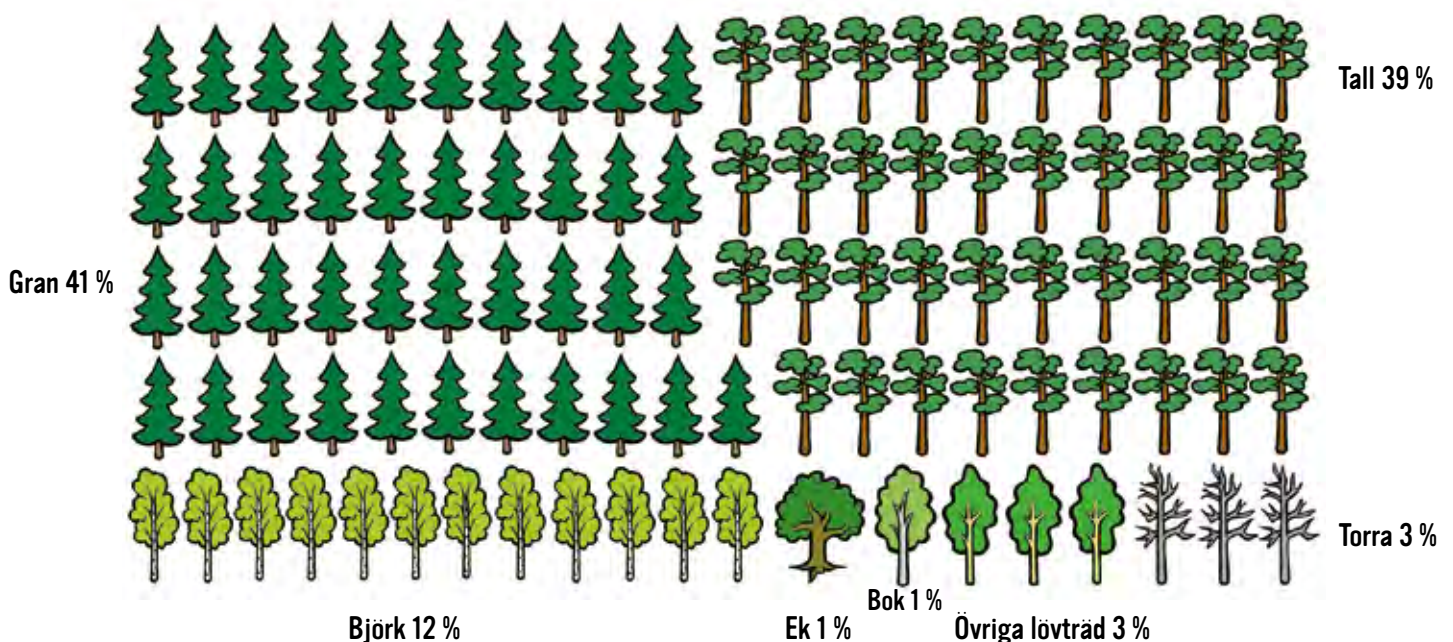 Tall 39 %
Gran 41 %
Torra 3 %
Bok 1 %
Björk 12 %
Ek 1 %
Övriga lövträd 3 %